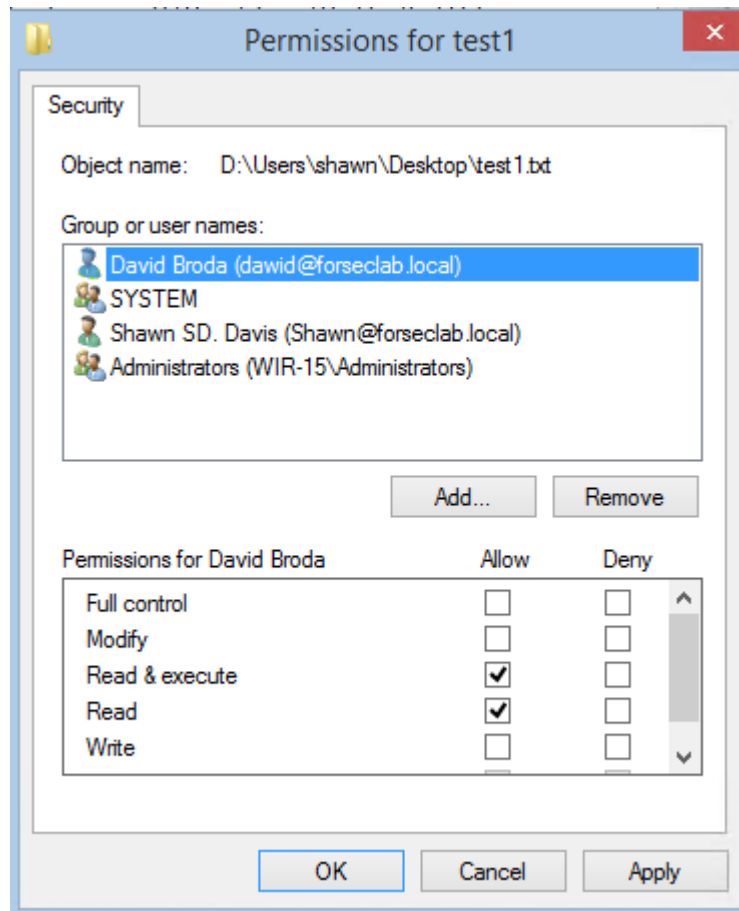 Permissions for test1
Security
Object name: D:\Users\shawn\Desktop\test1.txt
Group or user names:
David Broda (dawid@forseclab.local)
SYSTEM
Shawn SD. Davis (Shawn@forseclab.local)
Administrators (WIR-15\Administrators)
Add... Remove
Permissions for David Broda Allow Deny
Full control
Modify
Read & execute
Read
Write
OK Cancel Apply